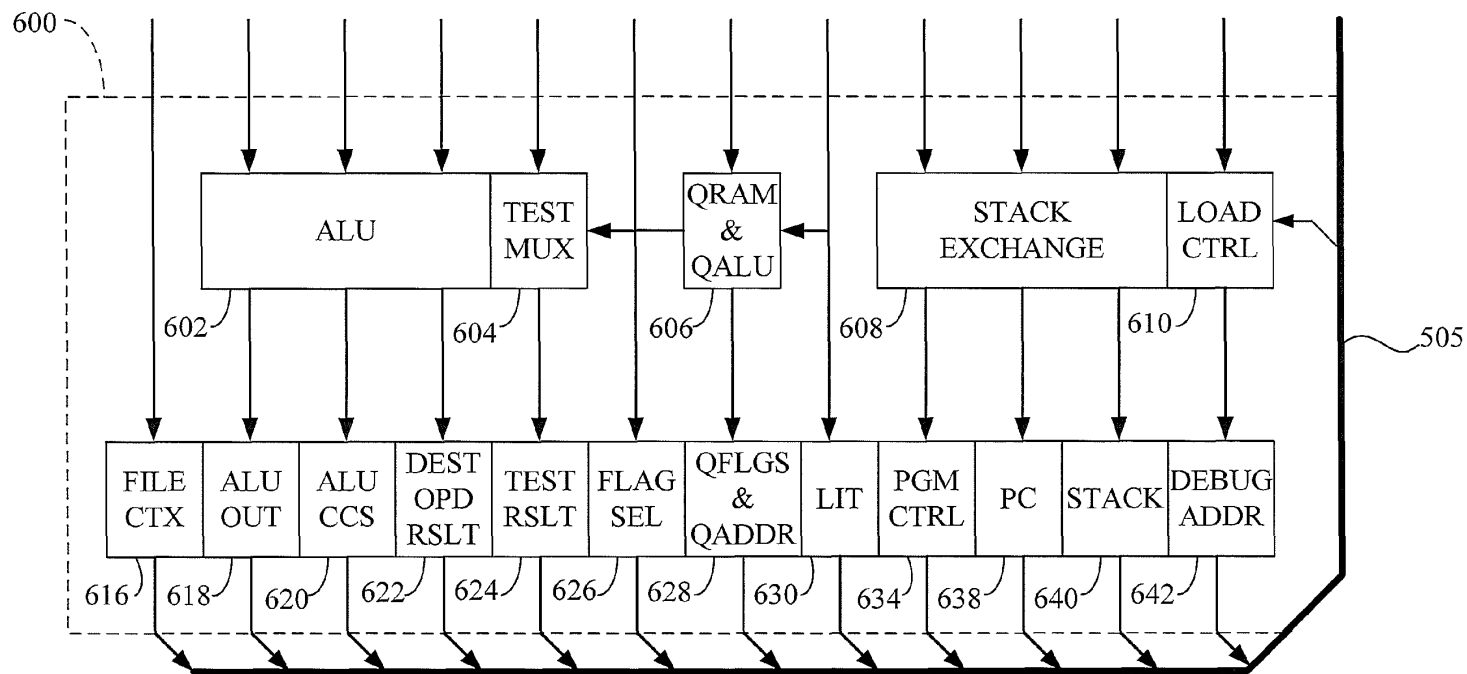 600
ALU
TEST
MUX
QRAM
&
QALU
STACK
EXCHANGE
LOAD
CTRL
602
604
606
608
610
505
FILE
CTX
ALU
OUT
ALU
CCS
DEST
OPD
RSLT
TEST
RSLT
FLAG
SEL
QFLGS
&
QADDR
LIT
PGM
CTRL
PC
STACK
DEBUG
ADDR
616
618
620
622
624
626
628
630
634
638
640
642